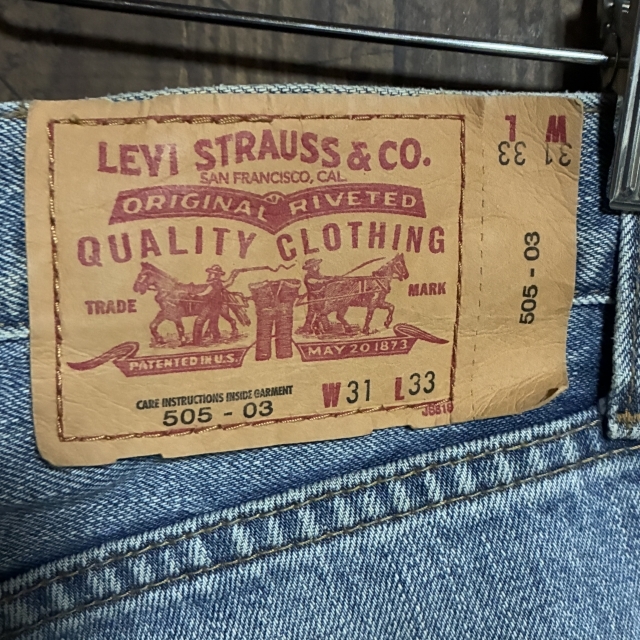 LEVI STRAUSS & CO.
SAN FRANCISCO, CAL.
ORIGINAL RIVETED
QUALITY CLOTHING
TRADE MARK
PATENTED IN U.S. MAY 20 1873
CARE INSTRUCTIONS INSIDE GARMENT
505 - 03 W31 L33
W L
31 33
505 - 03